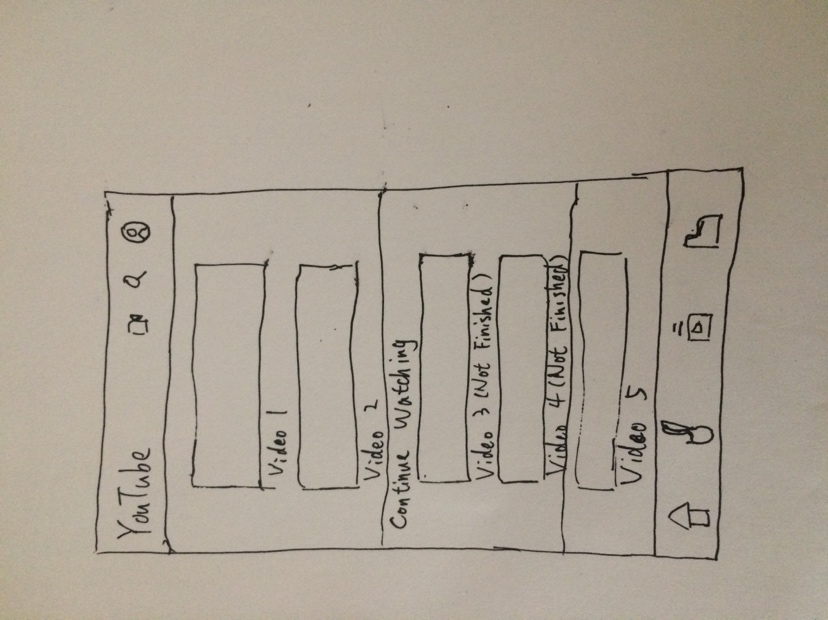 YouTube
Video 1
Video 2
Continue Watching
Video 3 (Not Finished)
Video 4 (Not Finished)
Video 5